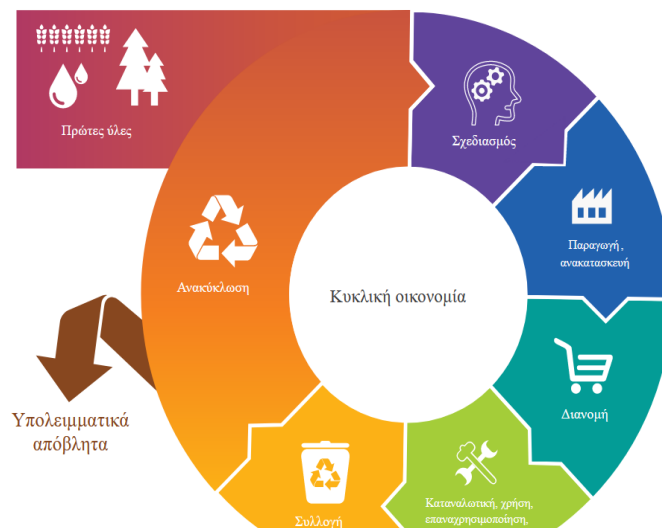 Πρώτες ύλες
Σχεδιασμός
Παραγωγή,
ανακατασκευή
Διανομή
Καταναλωτική, χρήση,
επαναχρησιμοποίηση,
Συλλογή
Ανακύκλωση
Υπολειμματικά
απόβλητα
Κυκλική οικονομία